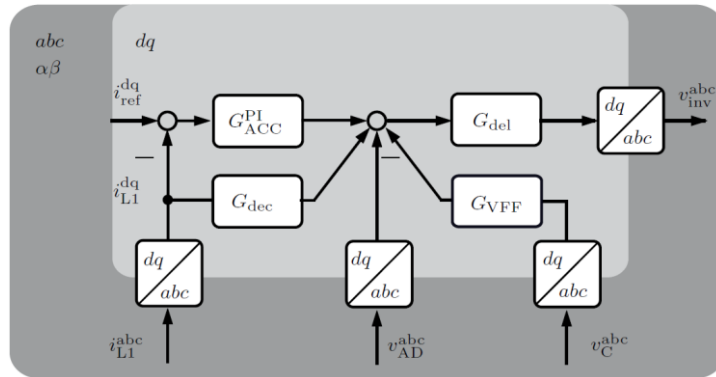 abc dq
αβ
i_ref^dq G_ACC^PI G_del dq/abc v_inv^abc
−
−
i_L1^dq G_dec G_VFF
dq/abc dq/abc dq/abc
i_L1^abc v_AD^abc v_C^abc